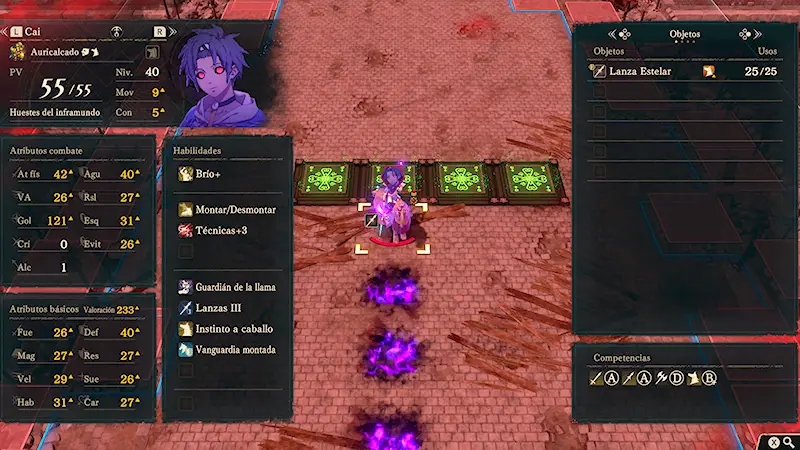 L Cai R
Auricalcado
PV 55/55
Niv. 40
Mov 9
Con 5
Huestes del inframundo
Atributos combate
At fís 42 Agu 40
VA 26 Rsl 27
Gol 121 Esq 31
Crí 0 Evit 26
Alc 1
Atributos básicos Valoración 233
Fue 26 Def 40
Mag 27 Res 27
Vel 29 Sue 26
Hab 31 Car 27
Habilidades
Brío+
Montar/Desmontar
Técnicas+3
Guardián de la llama
Lanzas III
Instinto a caballo
Vanguardia montada
Objetos
Objetos Usos
Lanza Estelar 25/25
Competencias
A A D B
X